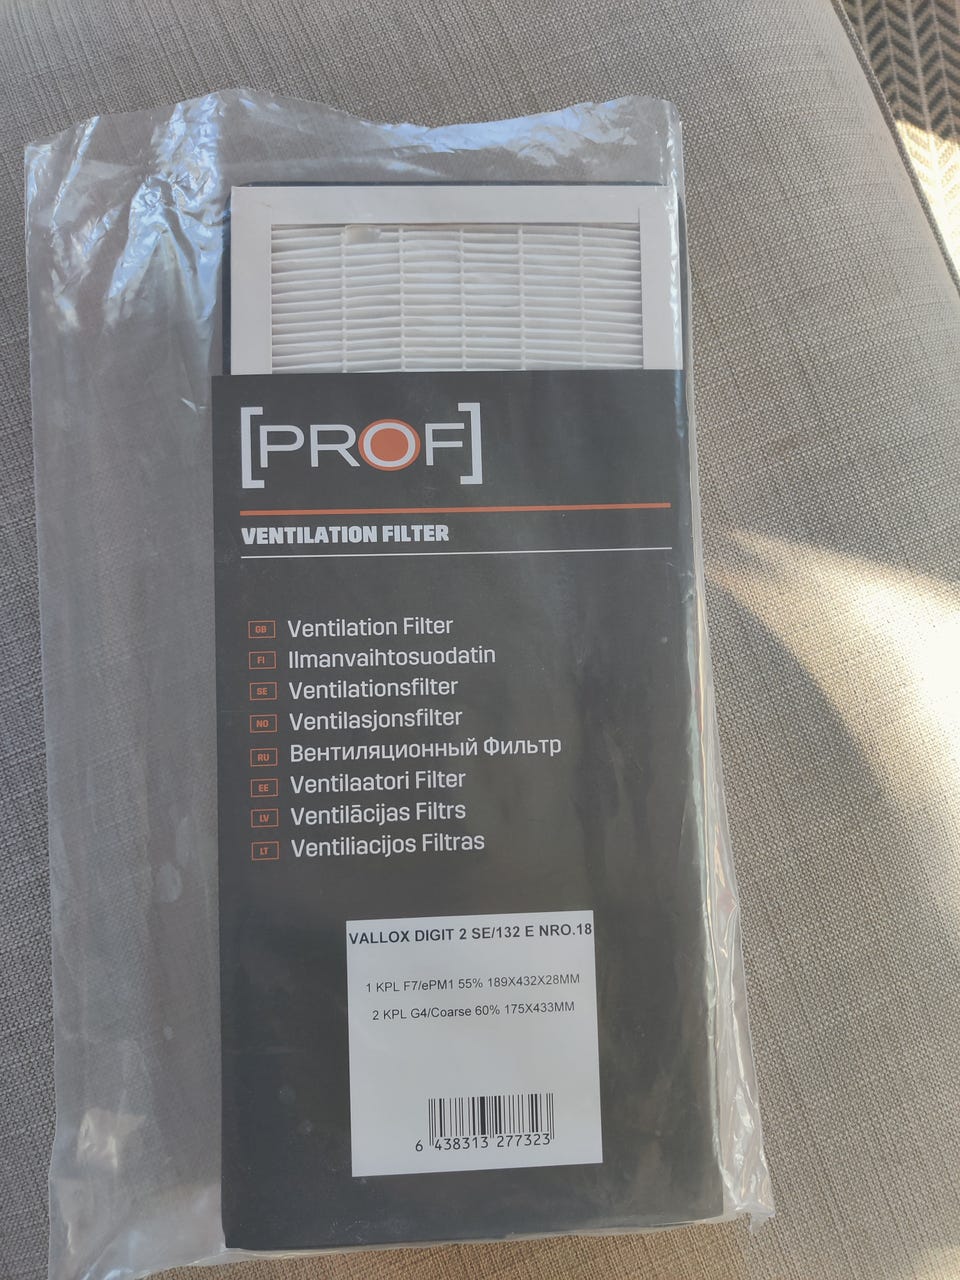 [PROF]
VENTILATION FILTER
GB Ventilation Filter
FI Ilmanvaihtosuodatin
SE Ventilationsfilter
NO Ventilasjonsfilter
RU Вентиляционный Фильтр
EE Ventilaatori Filter
LV Ventilācijas Filtrs
LT Ventiliacijos Filtras
VALLOX DIGIT 2 SE/132 E NRO.18
1 KPL F7/ePM1 55% 189X432X28MM
2 KPL G4/Coarse 60% 175X433MM
6 438313 277323